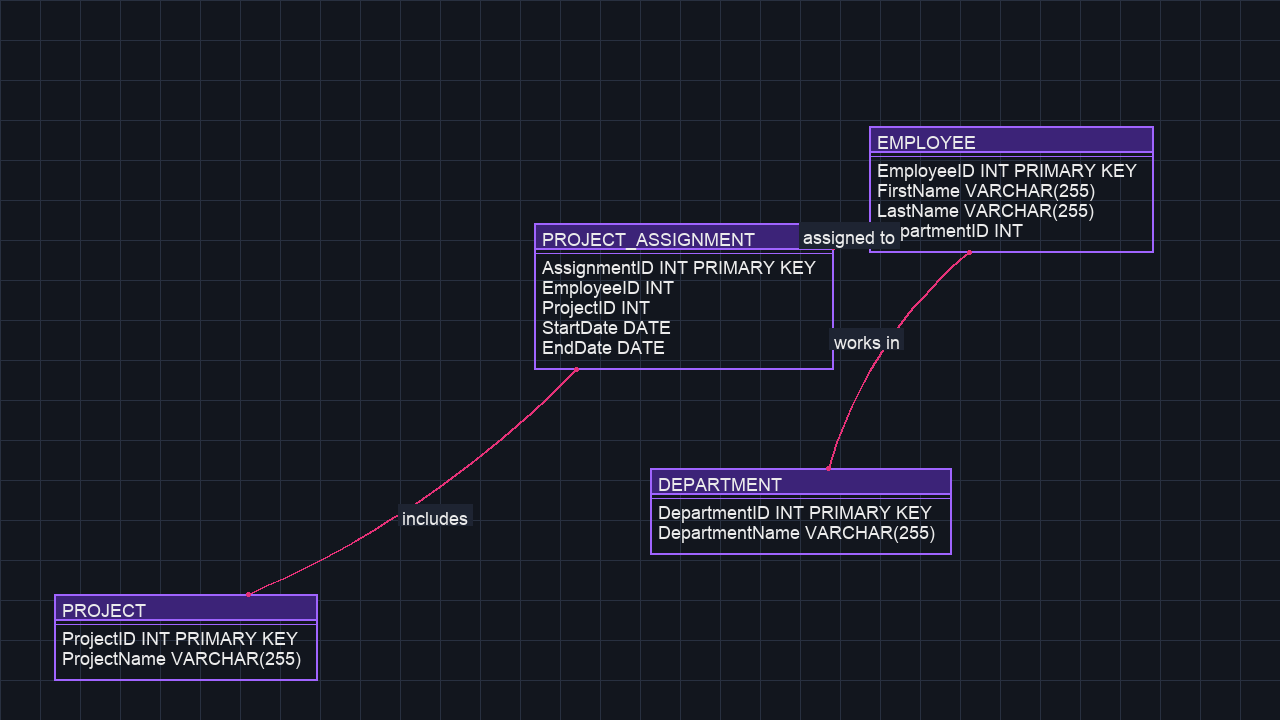 EMPLOYEE
EmployeeID INT PRIMARY KEY
FirstName VARCHAR(255)
LastName VARCHAR(255)
partmentID INT
assigned to
PROJECT_ASSIGNMENT
AssignmentID INT PRIMARY KEY
EmployeeID INT
ProjectID INT
StartDate DATE
EndDate DATE
works in
DEPARTMENT
DepartmentID INT PRIMARY KEY
DepartmentName VARCHAR(255)
includes
PROJECT
ProjectID INT PRIMARY KEY
ProjectName VARCHAR(255)